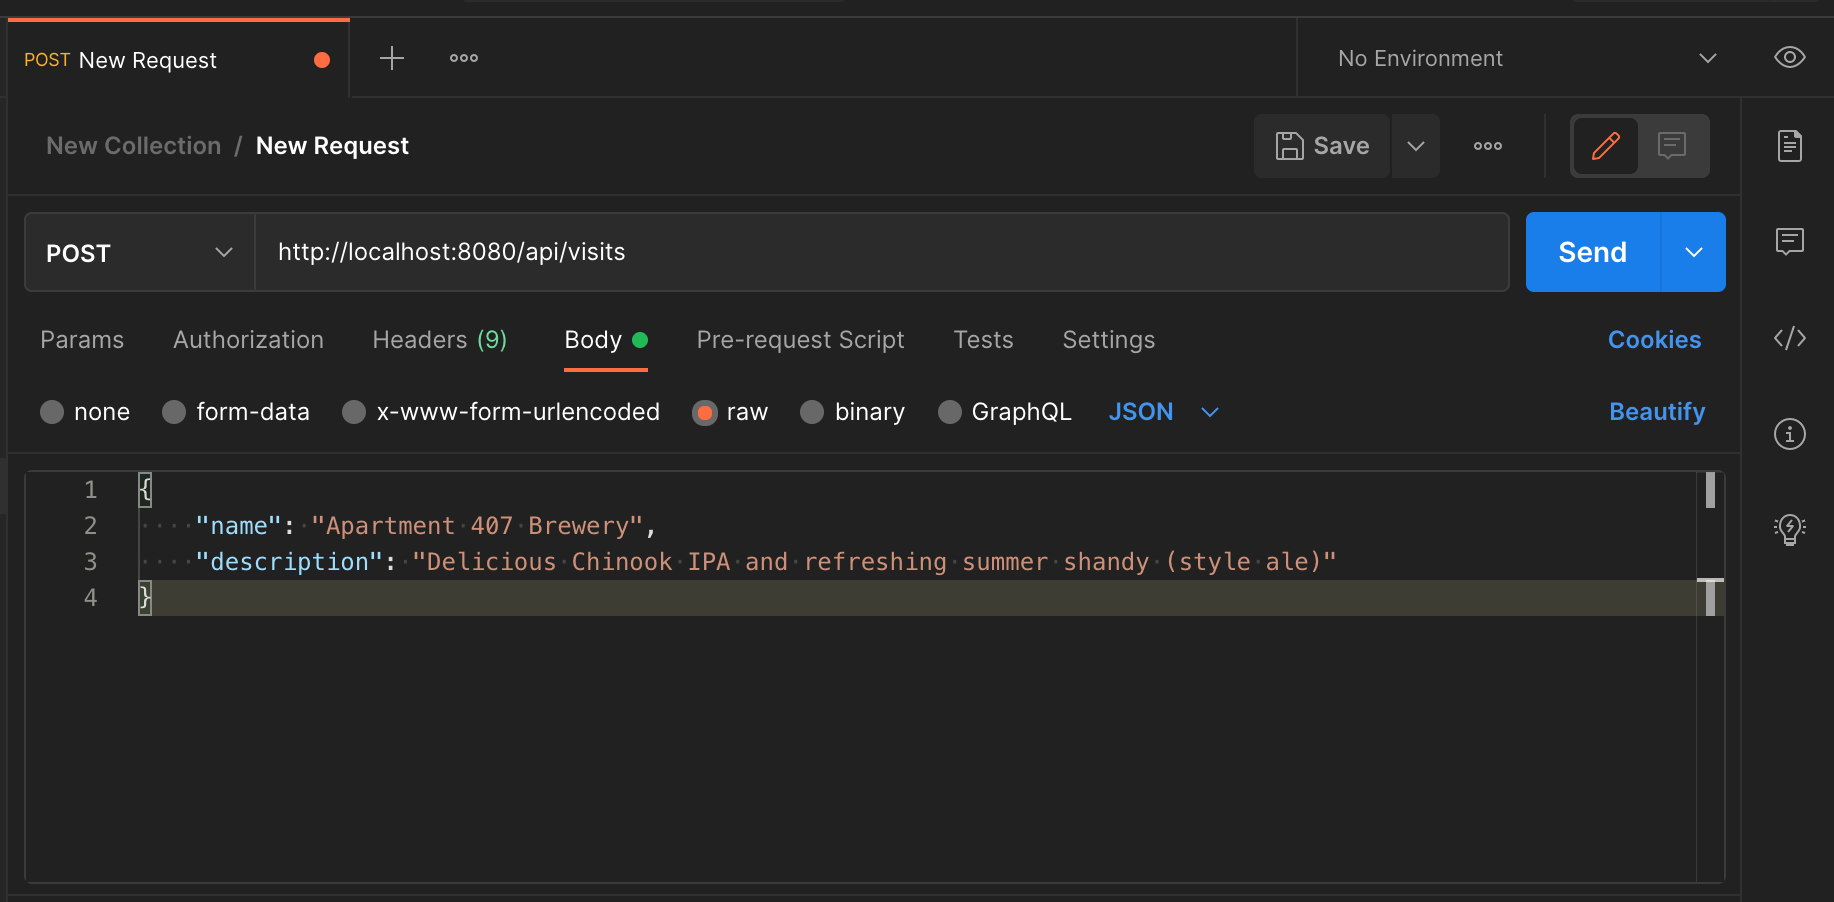 POST New Request
No Environment
New Collection / New Request
Save
POST
http://localhost:8080/api/visits
Send
Params Authorization Headers (9) Body Pre-request Script Tests Settings Cookies
none form-data x-www-form-urlencoded raw binary GraphQL JSON Beautify
1 {
2 "name": "Apartment 407 Brewery",
3 "description": "Delicious Chinook IPA and refreshing summer shandy (style ale)"
4 }